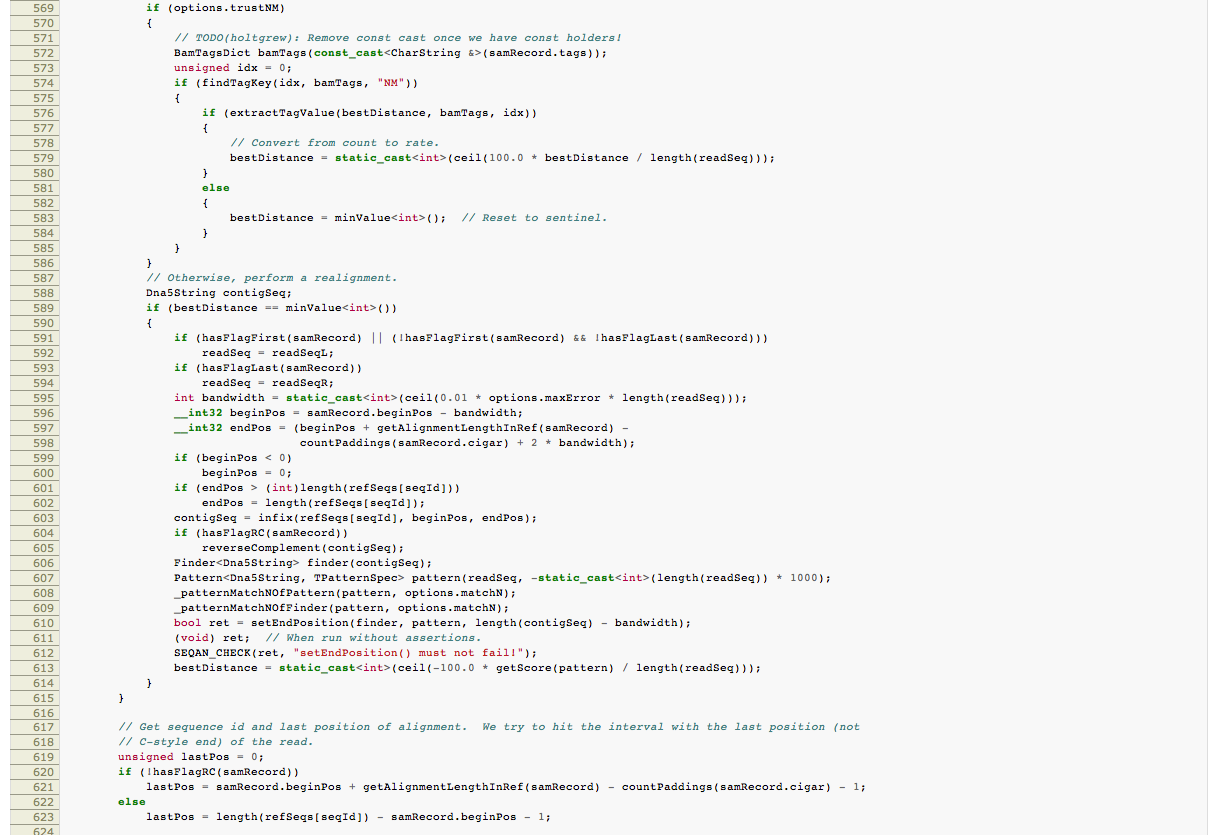 569             if (options.trustNM)
570             {
571                 // TODO(holtgrew): Remove const cast once we have const holders!
572                 BamTagsDict bamTags(const_cast<CharString &>(samRecord.tags));
573                 unsigned idx = 0;
574                 if (findTagKey(idx, bamTags, "NM"))
575                 {
576                     if (extractTagValue(bestDistance, bamTags, idx))
577                     {
578                         // Convert from count to rate.
579                         bestDistance = static_cast<int>(ceil(100.0 * bestDistance / length(readSeq)));
580                     }
581                     else
582                     {
583                         bestDistance = minValue<int>();  // Reset to sentinel.
584                     }
585                 }
586             }
587             // Otherwise, perform a realignment.
588             Dna5String contigSeq;
589             if (bestDistance == minValue<int>())
590             {
591                 if (hasFlagFirst(samRecord) || (!hasFlagFirst(samRecord) && !hasFlagLast(samRecord)))
592                     readSeq = readSeqL;
593                 if (hasFlagLast(samRecord))
594                     readSeq = readSeqR;
595                 int bandwidth = static_cast<int>(ceil(0.01 * options.maxError * length(readSeq)));
596                 __int32 beginPos = samRecord.beginPos - bandwidth;
597                 __int32 endPos = (beginPos + getAlignmentLengthInRef(samRecord) -
598                                   countPaddings(samRecord.cigar) + 2 * bandwidth);
599                 if (beginPos < 0)
600                     beginPos = 0;
601                 if (endPos > (int)length(refSeqs[seqId]))
602                     endPos = length(refSeqs[seqId]);
603                 contigSeq = infix(refSeqs[seqId], beginPos, endPos);
604                 if (hasFlagRC(samRecord))
605                     reverseComplement(contigSeq);
606                 Finder<Dna5String> finder(contigSeq);
607                 Pattern<Dna5String, TPatternSpec> pattern(readSeq, -static_cast<int>(length(readSeq)) * 1000);
608                 _patternMatchNOfPattern(pattern, options.matchN);
609                 _patternMatchNOfFinder(pattern, options.matchN);
610                 bool ret = setEndPosition(finder, pattern, length(contigSeq) - bandwidth);
611                 (void) ret;  // When run without assertions.
612                 SEQAN_CHECK(ret, "setEndPosition() must not fail!");
613                 bestDistance = static_cast<int>(ceil(-100.0 * getScore(pattern) / length(readSeq)));
614             }
615         }
616
617         // Get sequence id and last position of alignment.  We try to hit the interval with the last position (not
618         // C-style end) of the read.
619         unsigned lastPos = 0;
620         if (!hasFlagRC(samRecord))
621             lastPos = samRecord.beginPos + getAlignmentLengthInRef(samRecord) - countPaddings(samRecord.cigar) - 1;
622         else
623             lastPos = length(refSeqs[seqId]) - samRecord.beginPos - 1;
624